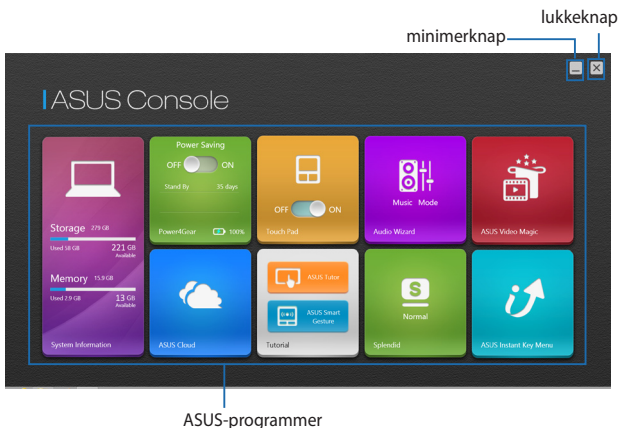 lukkeknap
minimerknap
ASUS Console
Power Saving
OFF ON
Stand By 35 days
Power4Gear 100%
OFF ON
Touch Pad
Music Mode
Audio Wizard
ASUS Video Magic
Storage 279 GB
Used 58 GB 221 GB
Available
Memory 15.9 GB
Used 2.9 GB 13 GB
Available
System Information
ASUS Cloud
ASUS Tutor
ASUS Smart
Gesture
Tutorial
S
Normal
Splendid
ASUS Instant Key Menu
ASUS-programmer